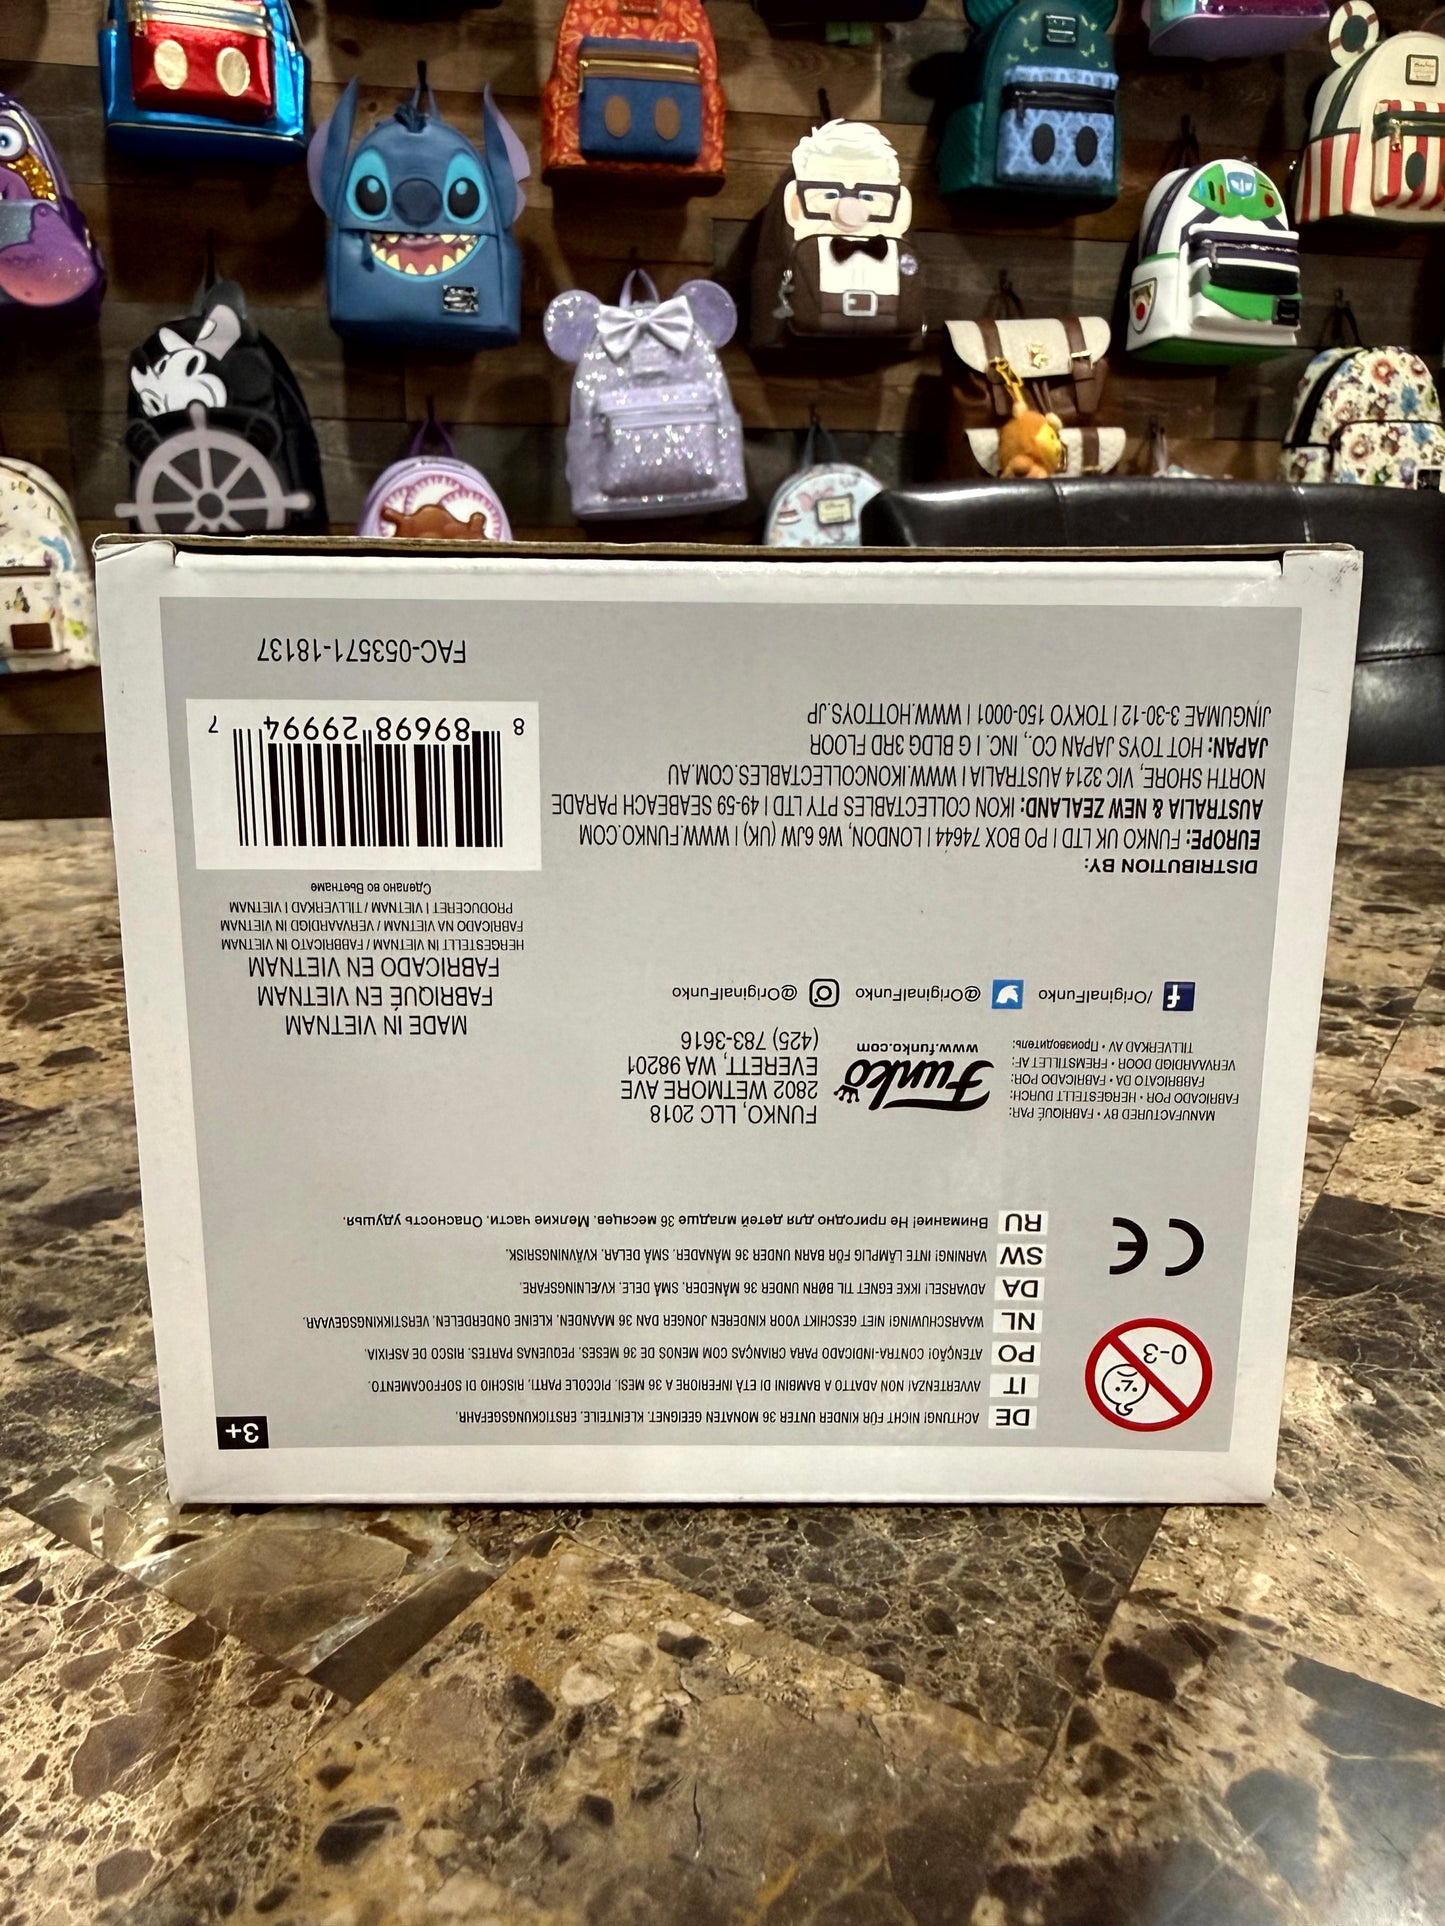 3+
DE ACHTUNG! NICHT FÜR KINDER UNTER 36 MONATEN GEEIGNET. KLEINTEILE. ERSTICKUNGSGEFAHR.
IT AVVERTENZA! NON ADATTO A BAMBINI DI ETÀ INFERIORE A 36 MESI. PICCOLE PARTI, RISCHIO DI SOFFOCAMENTO.
PO ATENÇÃO! CONTRA-INDICADO PARA CRIANÇAS COM MENOS DE 36 MESES. PEQUENAS PARTES. RISCO DE ASFIXIA.
NL WAARSCHUWING! NIET GESCHIKT VOOR KINDEREN JONGER DAN 36 MAANDEN. KLEINE ONDERDELEN. VERSTIKKINGSGEVAAR.
DA ADVARSEL! IKKE EGNET TIL BØRN UNDER 36 MÅNEDER. SMÅ DELE. KVÆLNINGSFARE.
SW VARNING! INTE LÄMPLIG FÖR BARN UNDER 36 MÅNADER. SMÅ DELAR. KVÄVNINGSRISK.
RU Внимание! Не пригодно для детей младше 36 месяцев. Мелкие части. Опасность удушья.
0-3
CE
MANUFACTURED BY • FABRIQUÉ PAR:
FABRICADO POR • HERGESTELLT DURCH:
FABBRICATO DA • FABRICADO POR:
VERVAARDIGD DOOR • FREMSTILLET AF:
TILLVERKAD AV • Производитель:
Funko
www.funko.com
FUNKO, LLC 2018
2802 WETMORE AVE
EVERETT, WA 98201
(425) 783-3616
/OriginalFunko @OriginalFunko @OriginalFunko
MADE IN VIETNAM
FABRIQUÉ EN VIETNAM
FABRICADO EN VIETNAM
HERGESTELLT IN VIETNAM / FABBRICATO IN VIETNAM
FABRICADO NA VIETNAM / VERVAARDIGD IN VIETNAM
PRODUCERET I VIETNAM / TILLVERKAD I VIETNAM
Сделано во Вьетнаме
DISTRIBUTION BY:
EUROPE: FUNKO UK LTD | PO BOX 74644 | LONDON, W6 6JW (UK) | WWW.FUNKO.COM
AUSTRALIA & NEW ZEALAND: IKON COLLECTABLES PTY LTD | 49-59 SEABEACH PARADE
NORTH SHORE, VIC 3214 AUSTRALIA | WWW.IKONCOLLECTABLES.COM.AU
JAPAN: HOT TOYS JAPAN CO., INC. | G BLDG 3RD FLOOR
JINGUMAE 3-30-12 | TOKYO 150-0001 | WWW.HOTTOYS.JP
8 89698 29994 7
FAC-053571-18137